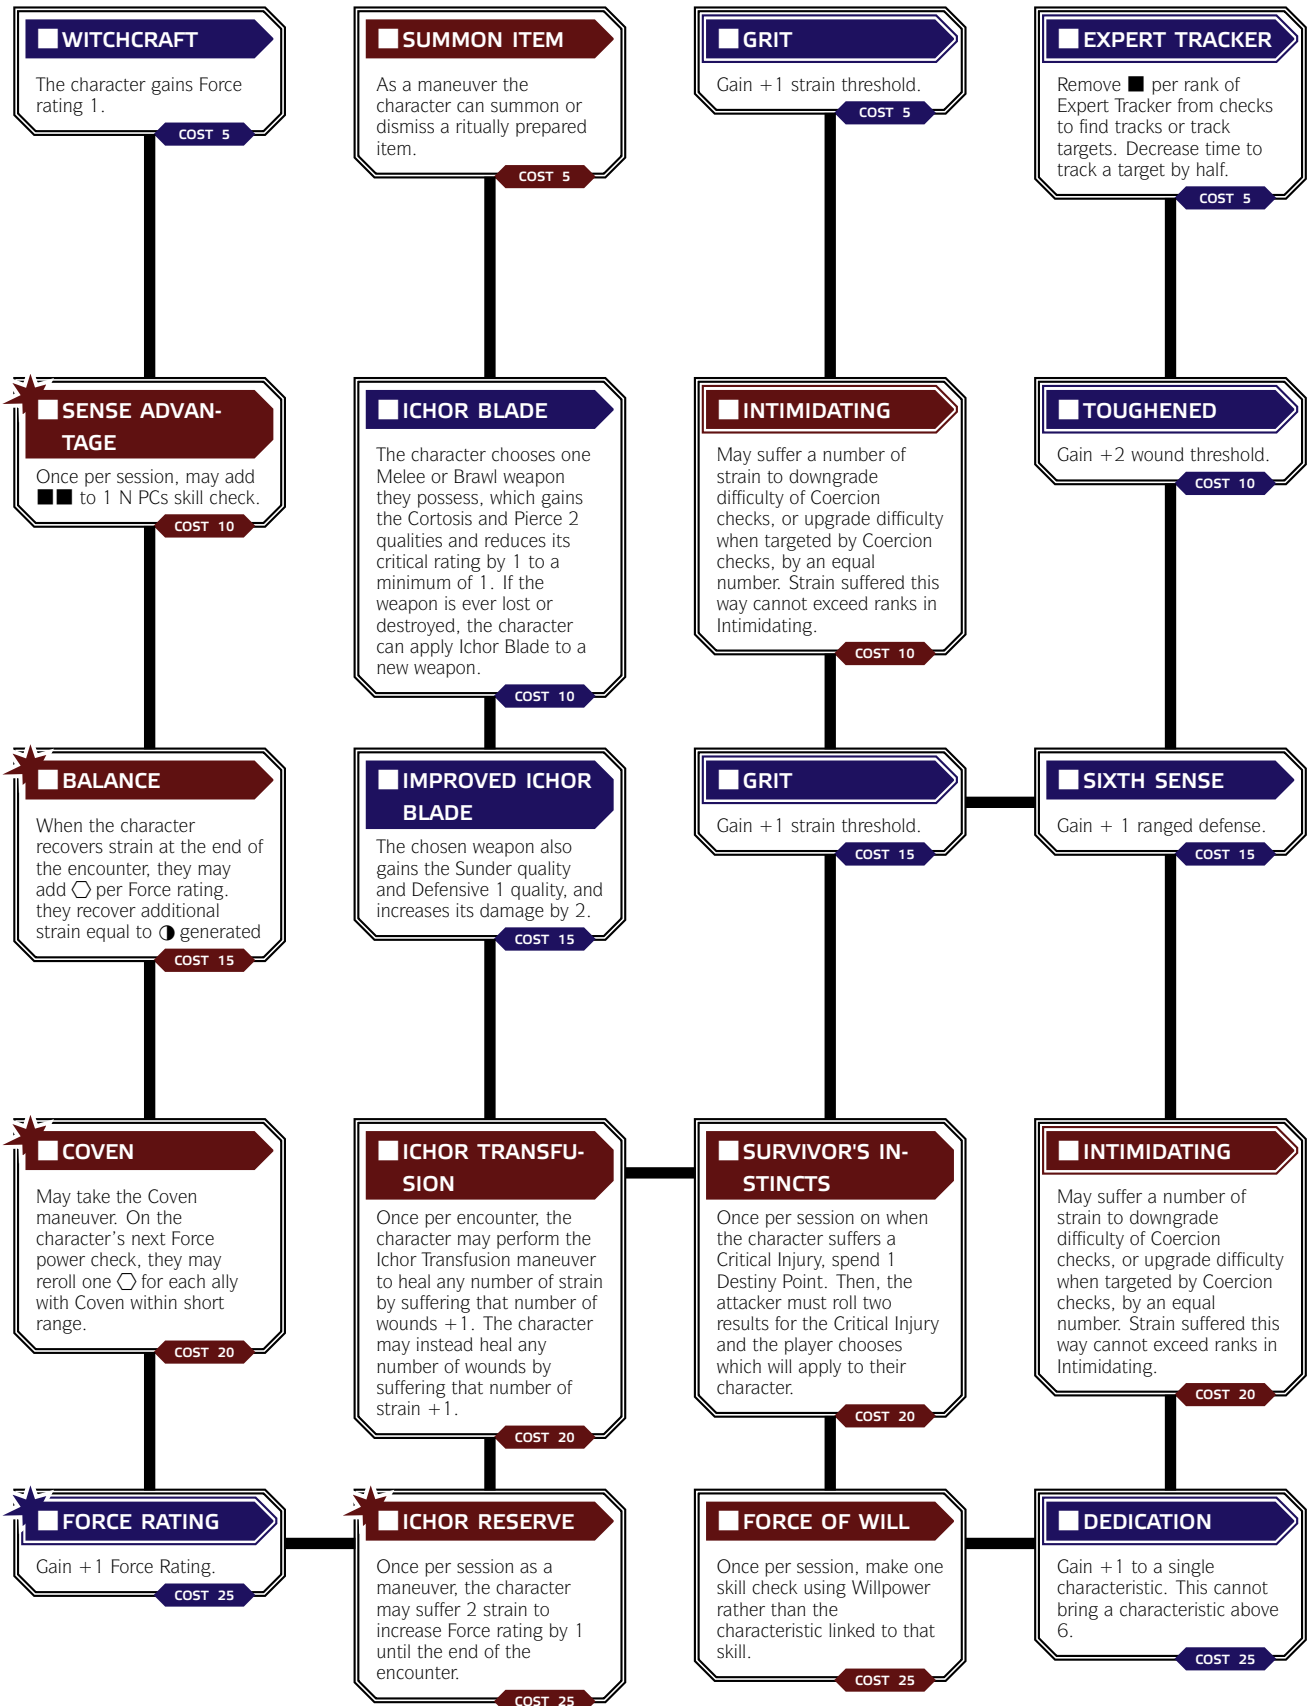 WITCHCRAFT
The character gains Force
rating 1.
COST 5
SUMMON ITEM
As a maneuver the
character can summon or
dismiss a ritually prepared
item.
COST 5
GRIT
Gain +1 strain threshold.
COST 5
EXPERT TRACKER
Remove ■ per rank of
Expert Tracker from checks
to find tracks or track
targets. Decrease time to
track a target by half.
COST 5
SENSE ADVAN-
TAGE
Once per session, may add
■■ to 1 N PCs skill check.
COST 10
ICHOR BLADE
The character chooses one
Melee or Brawl weapon
they possess, which gains
the Cortosis and Pierce 2
qualities and reduces its
critical rating by 1 to a
minimum of 1. If the
weapon is ever lost or
destroyed, the character
can apply Ichor Blade to a
new weapon.
COST 10
INTIMIDATING
May suffer a number of
strain to downgrade
difficulty of Coercion
checks, or upgrade difficulty
when targeted by Coercion
checks, by an equal
number. Strain suffered this
way cannot exceed ranks in
Intimidating.
COST 10
TOUGHENED
Gain +2 wound threshold.
COST 10
BALANCE
When the character
recovers strain at the end of
the encounter, they may
add ⬡ per Force rating.
they recover additional
strain equal to ◑ generated
COST 15
IMPROVED ICHOR
BLADE
The chosen weapon also
gains the Sunder quality
and Defensive 1 quality, and
increases its damage by 2.
COST 15
GRIT
Gain +1 strain threshold.
COST 15
SIXTH SENSE
Gain + 1 ranged defense.
COST 15
COVEN
May take the Coven
maneuver. On the
character's next Force
power check, they may
reroll one ⬡ for each ally
with Coven within short
range.
COST 20
ICHOR TRANSFU-
SION
Once per encounter, the
character may perform the
Ichor Transfusion maneuver
to heal any number of strain
by suffering that number of
wounds +1. The character
may instead heal any
number of wounds by
suffering that number of
strain +1.
COST 20
SURVIVOR'S IN-
STINCTS
Once per session on when
the character suffers a
Critical Injury, spend 1
Destiny Point. Then, the
attacker must roll two
results for the Critical Injury
and the player chooses
which will apply to their
character.
COST 20
INTIMIDATING
May suffer a number of
strain to downgrade
difficulty of Coercion
checks, or upgrade difficulty
when targeted by Coercion
checks, by an equal
number. Strain suffered this
way cannot exceed ranks in
Intimidating.
COST 20
FORCE RATING
Gain +1 Force Rating.
COST 25
ICHOR RESERVE
Once per session as a
maneuver, the character
may suffer 2 strain to
increase Force rating by 1
until the end of the
encounter.
COST 25
FORCE OF WILL
Once per session, make one
skill check using Willpower
rather than the
characteristic linked to that
skill.
COST 25
DEDICATION
Gain +1 to a single
characteristic. This cannot
bring a characteristic above
6.
COST 25